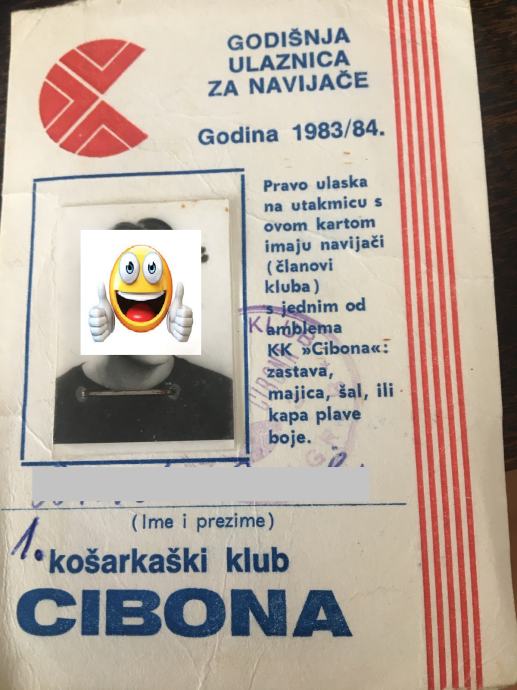 GODIŠNJA
ULAZNICA
ZA NAVIJAČE
Godina 1983/84.
Pravo ulaska
na utakmicu s
ovom kartom
imaju navijači
(članovi
kluba)
s jednim od
amblema
KK »Cibona«:
zastava,
majica, šal, ili
kapa plave
boje.
(Ime i prezime)
1.
košarkaški klub
CIBONA